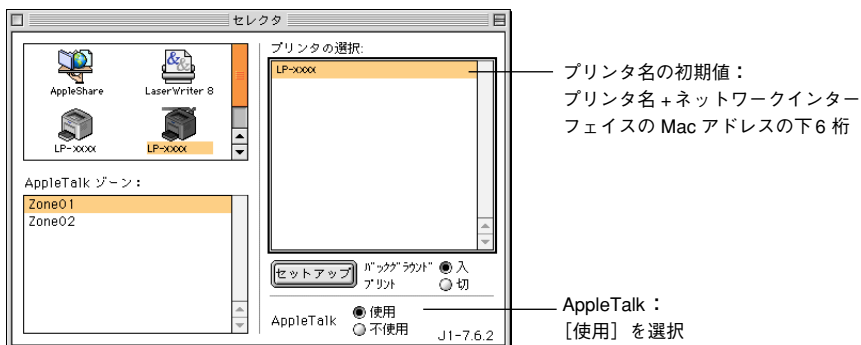 セレクタ
プリンタの選択:
AppleShare
LaserWriter 8
LP-xxxx
LP-xxxx
LP-xxxx
AppleTalk ゾーン：
Zone01
Zone02
セットアップ
バックグラウンド
プリント
入
切
AppleTalk
使用
不使用
J1-7.6.2
プリンタ名の初期値：
プリンタ名+ネットワークインター
フェイスの Mac アドレスの下6 桁
AppleTalk：
［使用］を選択